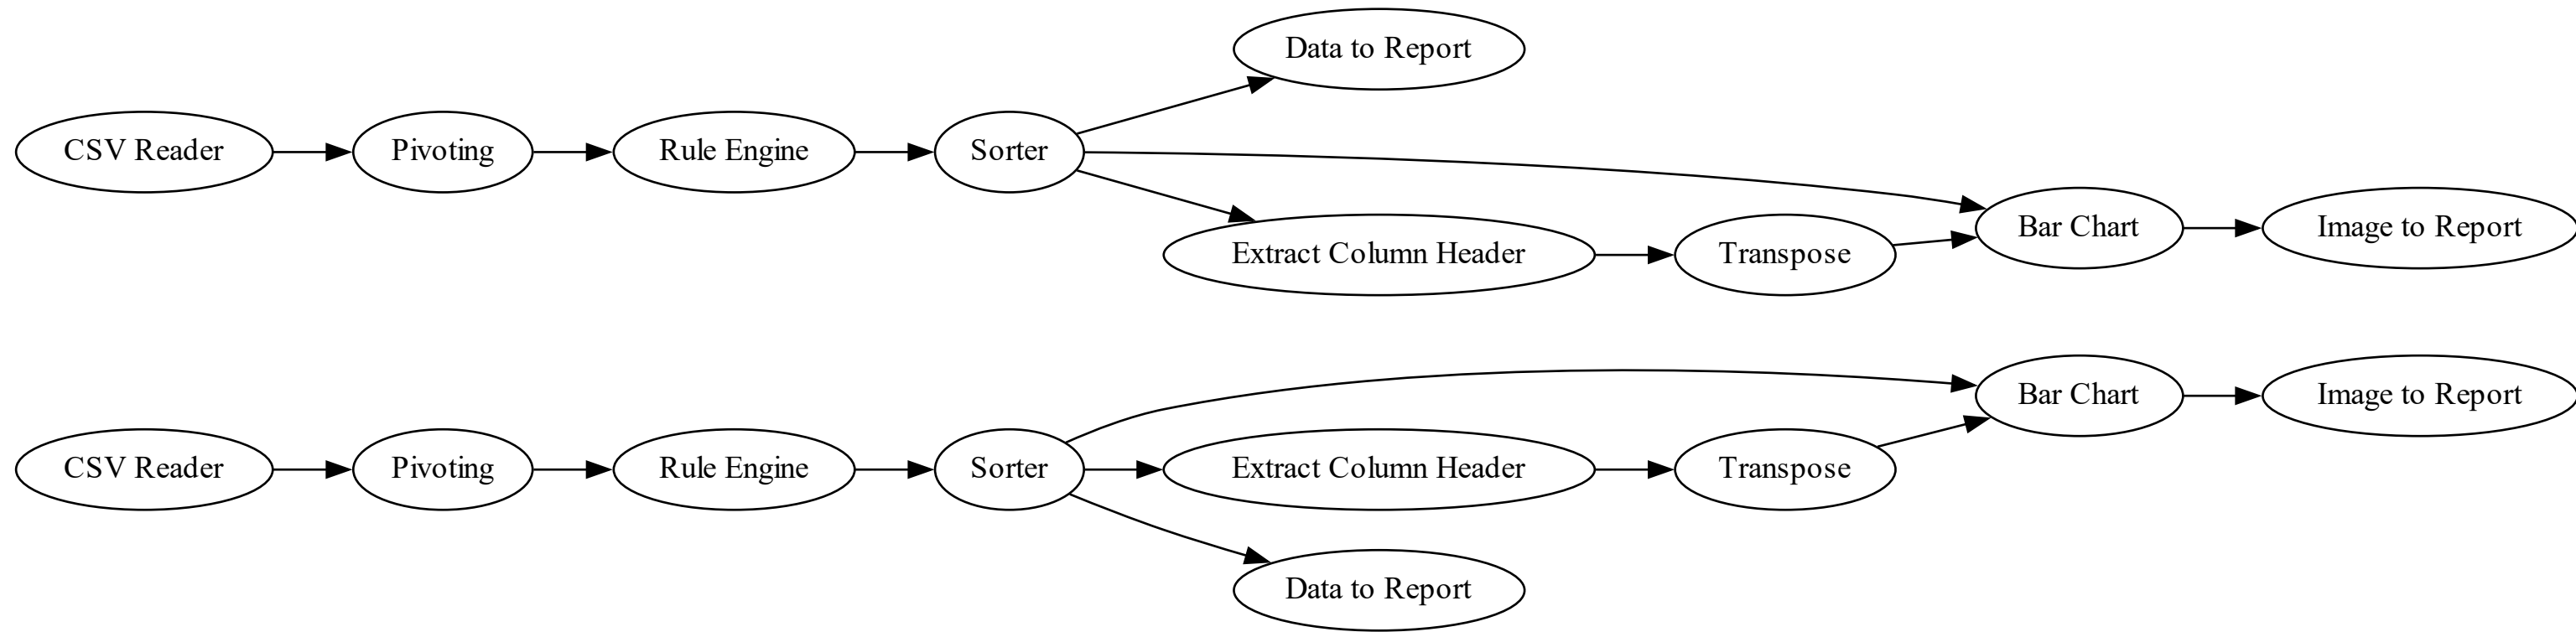 Data to Report
CSV Reader
Pivoting
Rule Engine
Sorter
Extract Column Header
Transpose
Bar Chart
Image to Report
Bar Chart
Image to Report
CSV Reader
Pivoting
Rule Engine
Sorter
Extract Column Header
Transpose
Data to Report